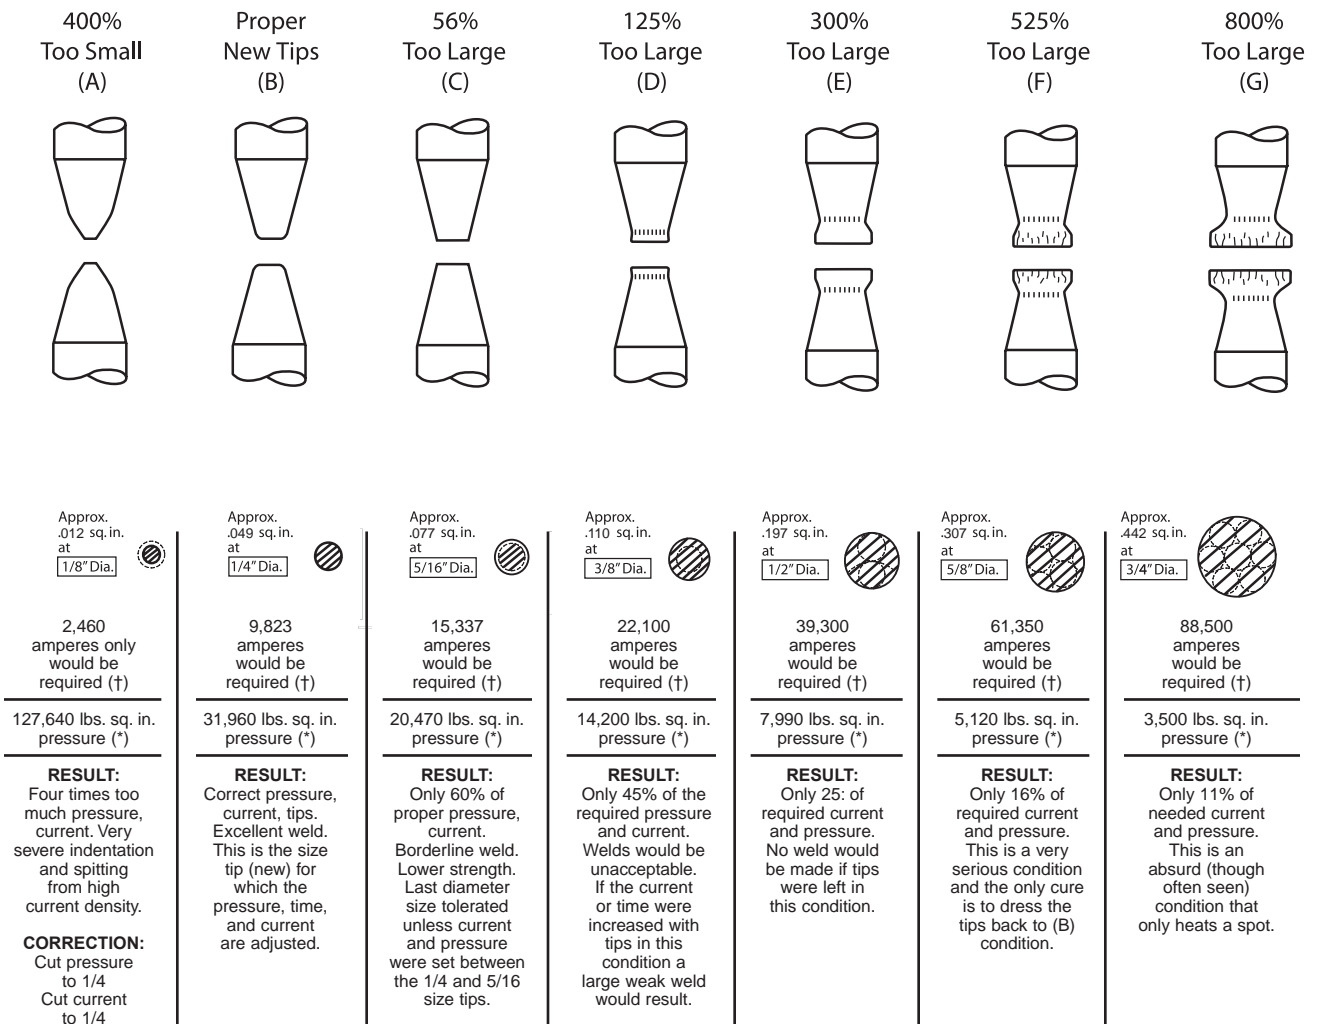 400%
Too Small
(A)
Proper
New Tips
(B)
56%
Too Large
(C)
125%
Too Large
(D)
300%
Too Large
(E)
525%
Too Large
(F)
800%
Too Large
(G)
Approx.
.012 sq. in.
at
1/8" Dia.
2,460
amperes only
would be
required (†)
127,640 lbs. sq. in.
pressure (*)
RESULT:
Four times too
much pressure,
current. Very
severe indentation
and spitting
from high
current density.
CORRECTION:
Cut pressure
to 1/4
Cut current
to 1/4
Approx.
.049 sq. in.
at
1/4" Dia.
9,823
amperes
would be
required (†)
31,960 lbs. sq. in.
pressure (*)
RESULT:
Correct pressure,
current, tips.
Excellent weld.
This is the size
tip (new) for
which the
pressure, time,
and current
are adjusted.
Approx.
.077 sq. in.
at
5/16" Dia.
15,337
amperes
would be
required (†)
20,470 lbs. sq. in.
pressure (*)
RESULT:
Only 60% of
proper pressure,
current.
Borderline weld.
Lower strength.
Last diameter
size tolerated
unless current
and pressure
were set between
the 1/4 and 5/16
size tips.
Approx.
.110 sq. in.
at
3/8" Dia.
22,100
amperes
would be
required (†)
14,200 lbs. sq. in.
pressure (*)
RESULT:
Only 45% of the
required pressure
and current.
Welds would be
unacceptable.
If the current
or time were
increased with
tips in this
condition a
large weak weld
would result.
Approx.
.197 sq. in.
at
1/2" Dia.
39,300
amperes
would be
required (†)
7,990 lbs. sq. in.
pressure (*)
RESULT:
Only 25: of
required current
and pressure.
No weld would
be made if tips
were left in
this condition.
Approx.
.307 sq. in.
at
5/8" Dia.
61,350
amperes
would be
required (†)
5,120 lbs. sq. in.
pressure (*)
RESULT:
Only 16% of
required current
and pressure.
This is a very
serious condition
and the only cure
is to dress the
tips back to (B)
condition.
Approx.
.442 sq. in.
at
3/4" Dia.
88,500
amperes
would be
required (†)
3,500 lbs. sq. in.
pressure (*)
RESULT:
Only 11% of
needed current
and pressure.
This is an
absurd (though
often seen)
condition that
only heats a spot.